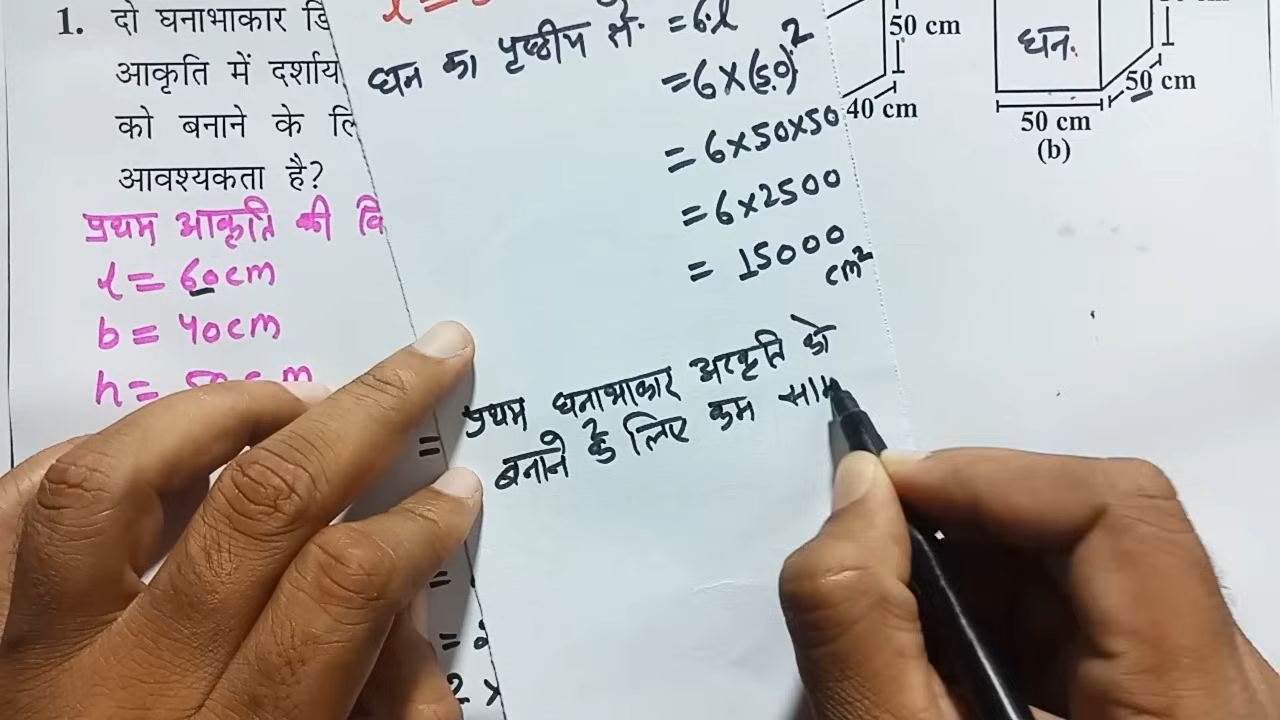 1. दो घनाभाकार
आकृति में दर्शाय
को बनाने के
आवश्यकता है?
प्रथम आकृति की वि
l = 60cm
b = 40cm
h =
घन का पृष्ठीय = 6.l
= 6×(50)²
= 6×50×50
= 6×2500
= 15000
cm²
= प्रथम घनाभाकार आकृति को
बनाने के लिए कम साम
50 cm
40 cm
घन.
50 cm
50 cm
(b)